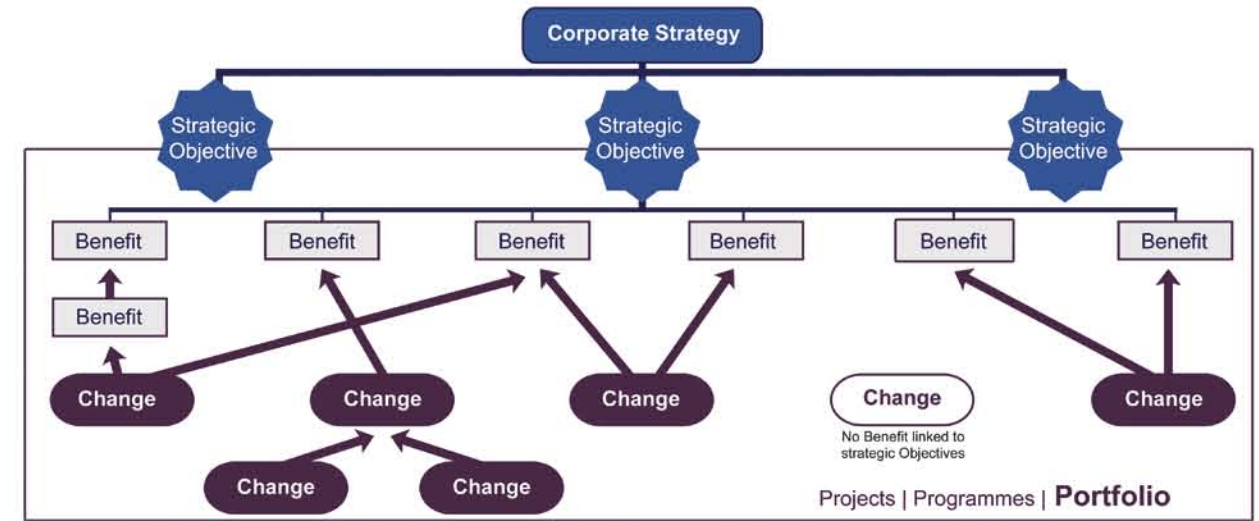 Corporate Strategy
Strategic
Objective
Strategic
Objective
Strategic
Objective
Benefit
Benefit
Benefit
Benefit
Benefit
Benefit
Benefit
Change
Change
Change
Change
No Benefit linked to
strategic Objectives
Change
Change
Change
Projects | Programmes | Portfolio